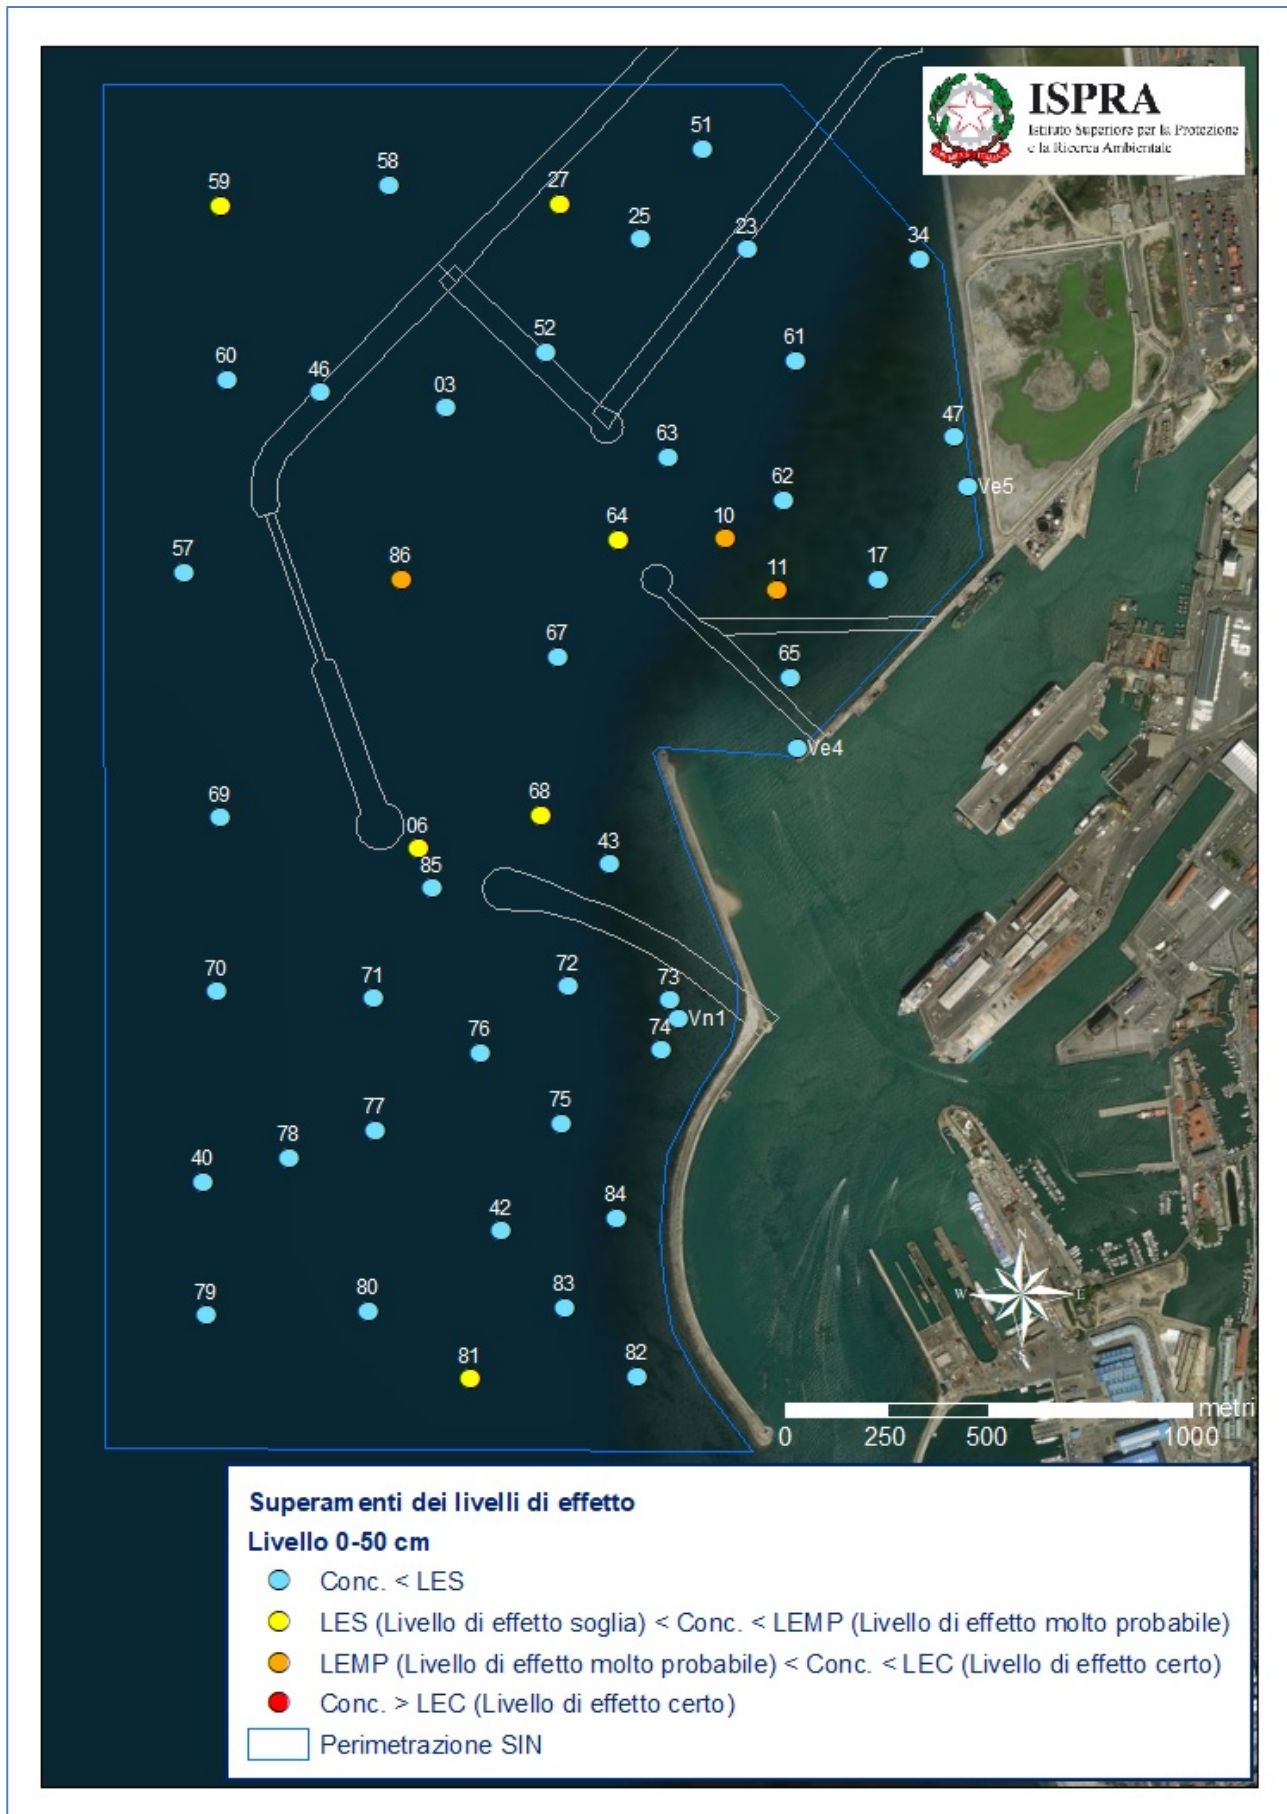 ISPRA
Istituto Superiore per la Protezione
e la Ricerca Ambientale
51
58
59
27
25
23
34
52
61
60
46
03
47
63
62
Ve5
64
10
57
86
11
17
67
65
Ve4
69
68
06
43
85
70
71
72
73
Vn1
76
74
75
77
78
40
84
42
79
80
83
81
82
N
W
E
S
metri
0 250 500 1000
Superamenti dei livelli di effetto
Livello 0-50 cm
Conc. < LES
LES (Livello di effetto soglia) < Conc. < LEMP (Livello di effetto molto probabile)
LEMP (Livello di effetto molto probabile) < Conc. < LEC (Livello di effetto certo)
Conc. > LEC (Livello di effetto certo)
Perimetrazione SIN